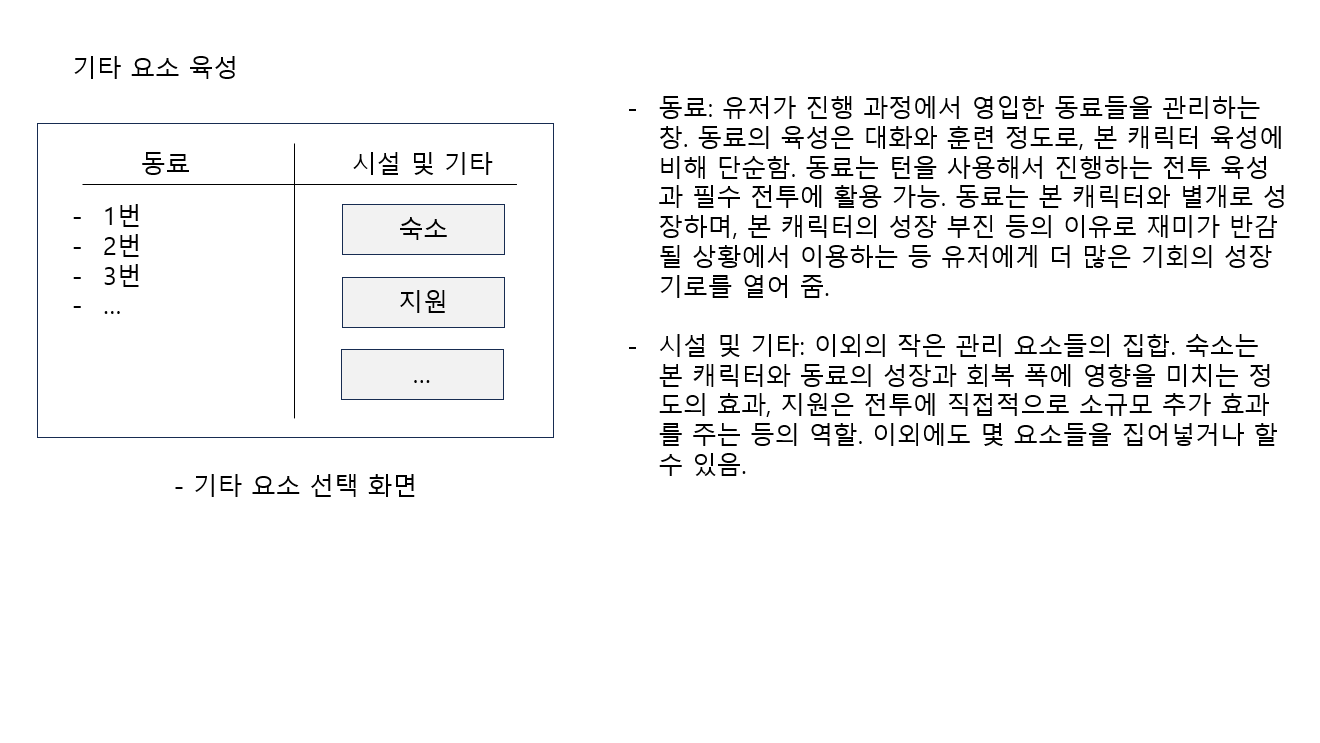 기타 요소 육성
동료
시설 및 기타
- 1번
- 2번
- 3번
- ...
숙소
지원
...
- 기타 요소 선택 화면
- 동료: 유저가 진행 과정에서 영입한 동료들을 관리하는
창. 동료의 육성은 대화와 훈련 정도로, 본 캐릭터 육성에
비해 단순함. 동료는 턴을 사용해서 진행하는 전투 육성
과 필수 전투에 활용 가능. 동료는 본 캐릭터와 별개로 성
장하며, 본 캐릭터의 성장 부진 등의 이유로 재미가 반감
될 상황에서 이용하는 등 유저에게 더 많은 기회의 성장
기로를 열어 줌.
- 시설 및 기타: 이외의 작은 관리 요소들의 집합. 숙소는
본 캐릭터와 동료의 성장과 회복 폭에 영향을 미치는 정
도의 효과, 지원은 전투에 직접적으로 소규모 추가 효과
를 주는 등의 역할. 이외에도 몇 요소들을 집어넣거나 할
수 있음.